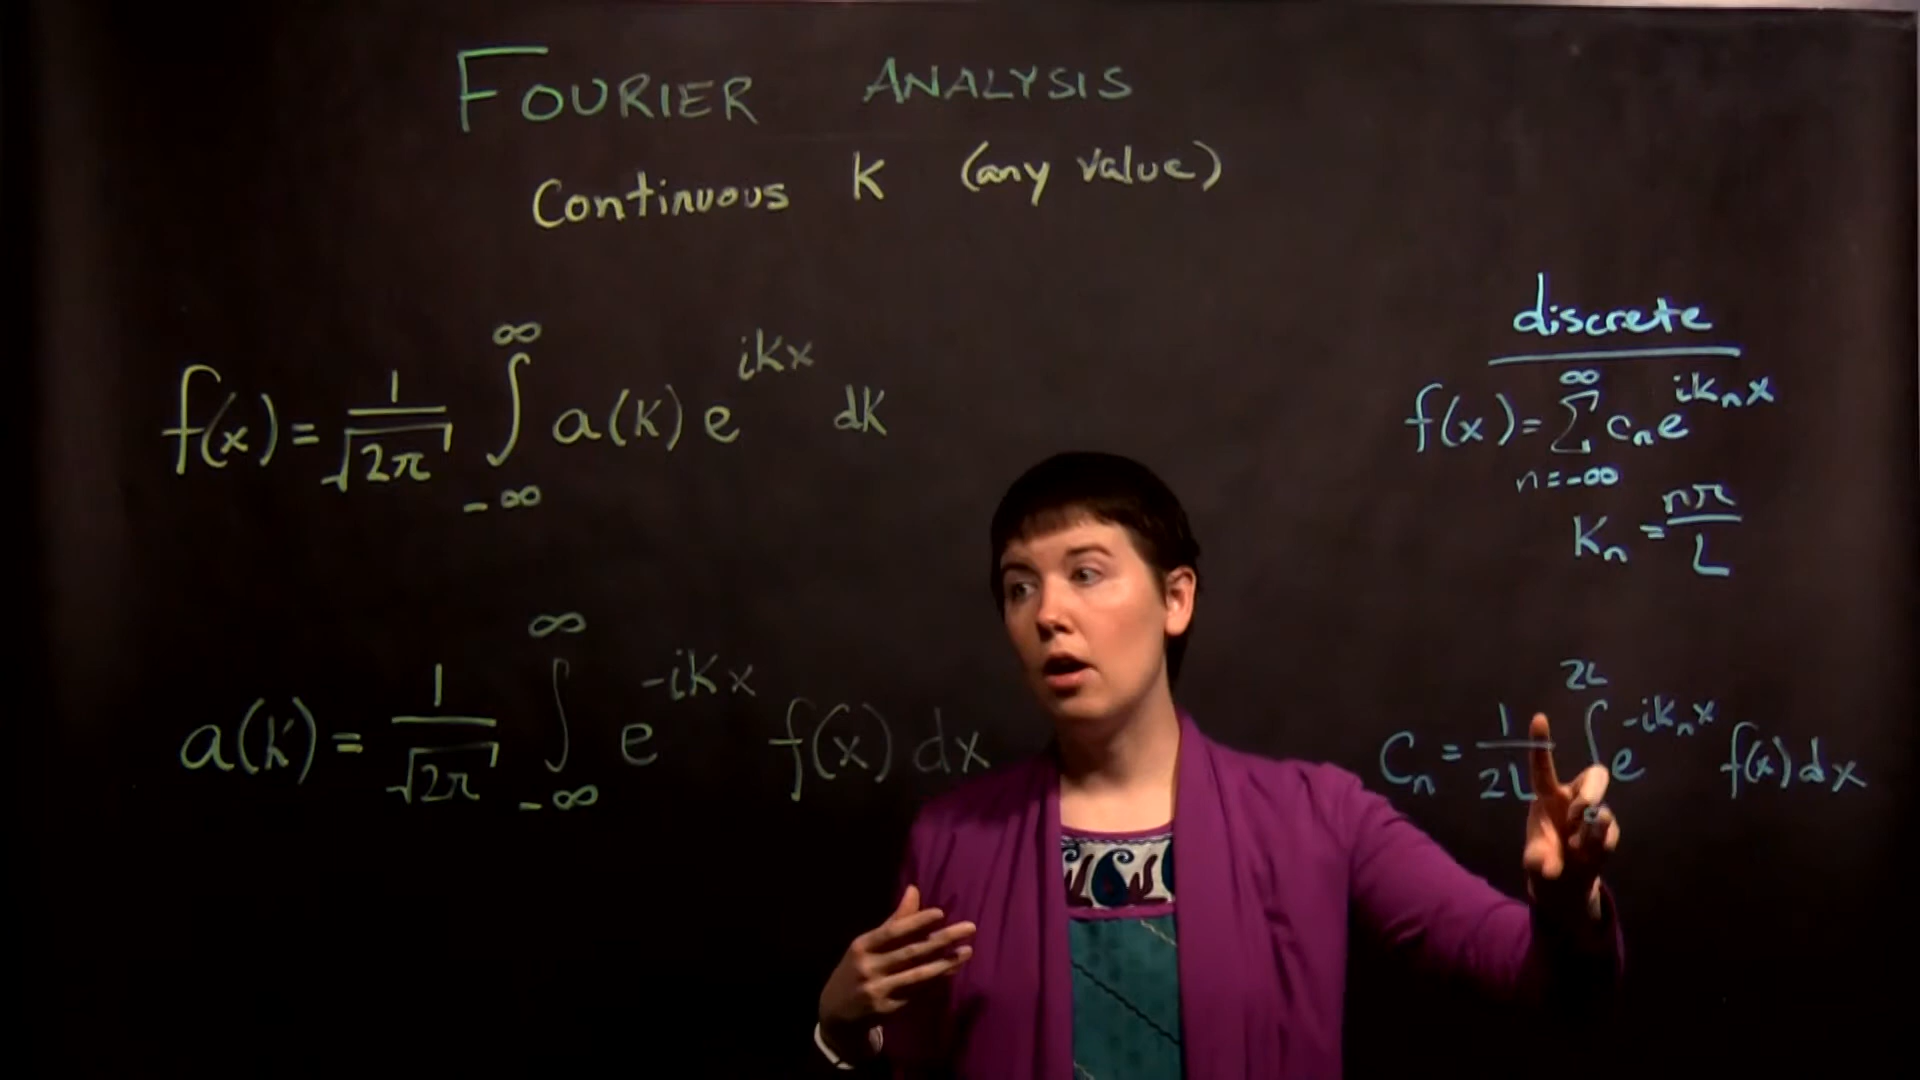 FOURIER ANALYSIS
Continuous k (any value)
f(x) = 1/√2π ∫_{-∞}^{∞} a(k) e^{ikx} dk
a(k) = 1/√2π ∫_{-∞}^{∞} e^{-ikx} f(x) dx
discrete
f(x) = ∑_{n=-∞}^{∞} c_n e^{ik_n x}
k_n = nπ/L
C_n = 1/2L ∫_{0}^{2L} e^{-ik_n x} f(x) dx